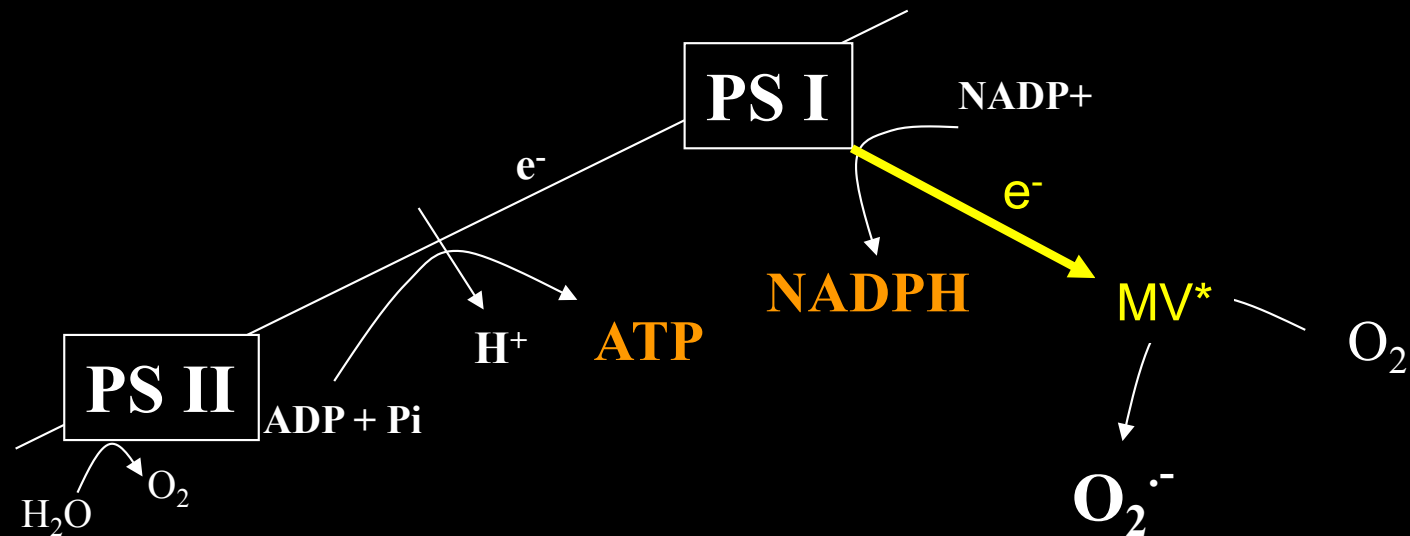 PS I
NADP+
e⁻
e⁻
NADPH
MV*
H⁺
ATP
O₂
PS II
ADP + Pi
O₂
H₂O
O₂·⁻